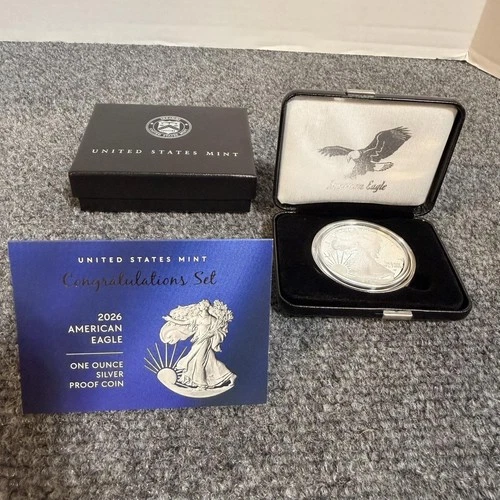 UNITED STATES MINT
American Eagle
UNITED STATES MINT
Congratulations Set
2026
AMERICAN
EAGLE
ONE OUNCE
SILVER
PROOF COIN